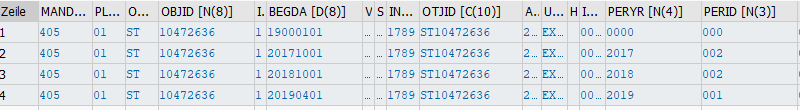 Zeile MAND... PL... O... OBJID [N(8)] I. BEGDA [D(8)] V S IN... OTJID [C(10)] A.. U... H I... PERYR [N(4)] PERID [N(3)]
1 405 01 ST 10472636 1 19000101 ... ... 1789 ST10472636 2... EX... 00... 0000 000
2 405 01 ST 10472636 1 20171001 ... ... 1789 ST10472636 2... EX... 00... 2017 002
3 405 01 ST 10472636 1 20181001 ... ... 1789 ST10472636 2... EX... 00... 2018 002
4 405 01 ST 10472636 1 20190401 ... ... 1789 ST10472636 2... EX... 00... 2019 001